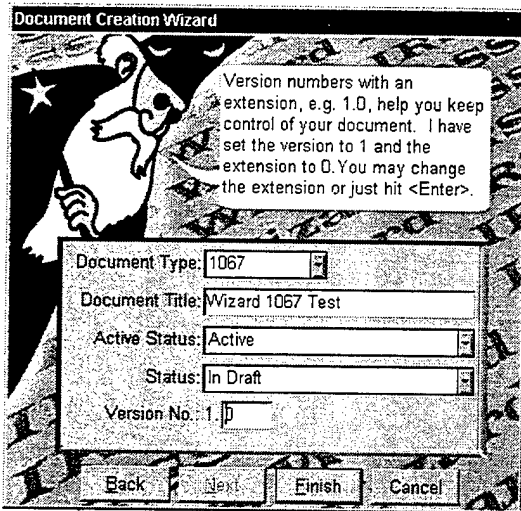 Document Creation Wizard
Version numbers with an
extension, e.g. 1.0, help you keep
control of your document. I have
set the version to 1 and the
extension to 0. You may change
the extension or just hit <Enter>.
Document Type: 1067
Document Title: Wizard 1067 Test
Active Status: Active
Status: In Draft
Version No.: 1. 0
Back Next Finish Cancel